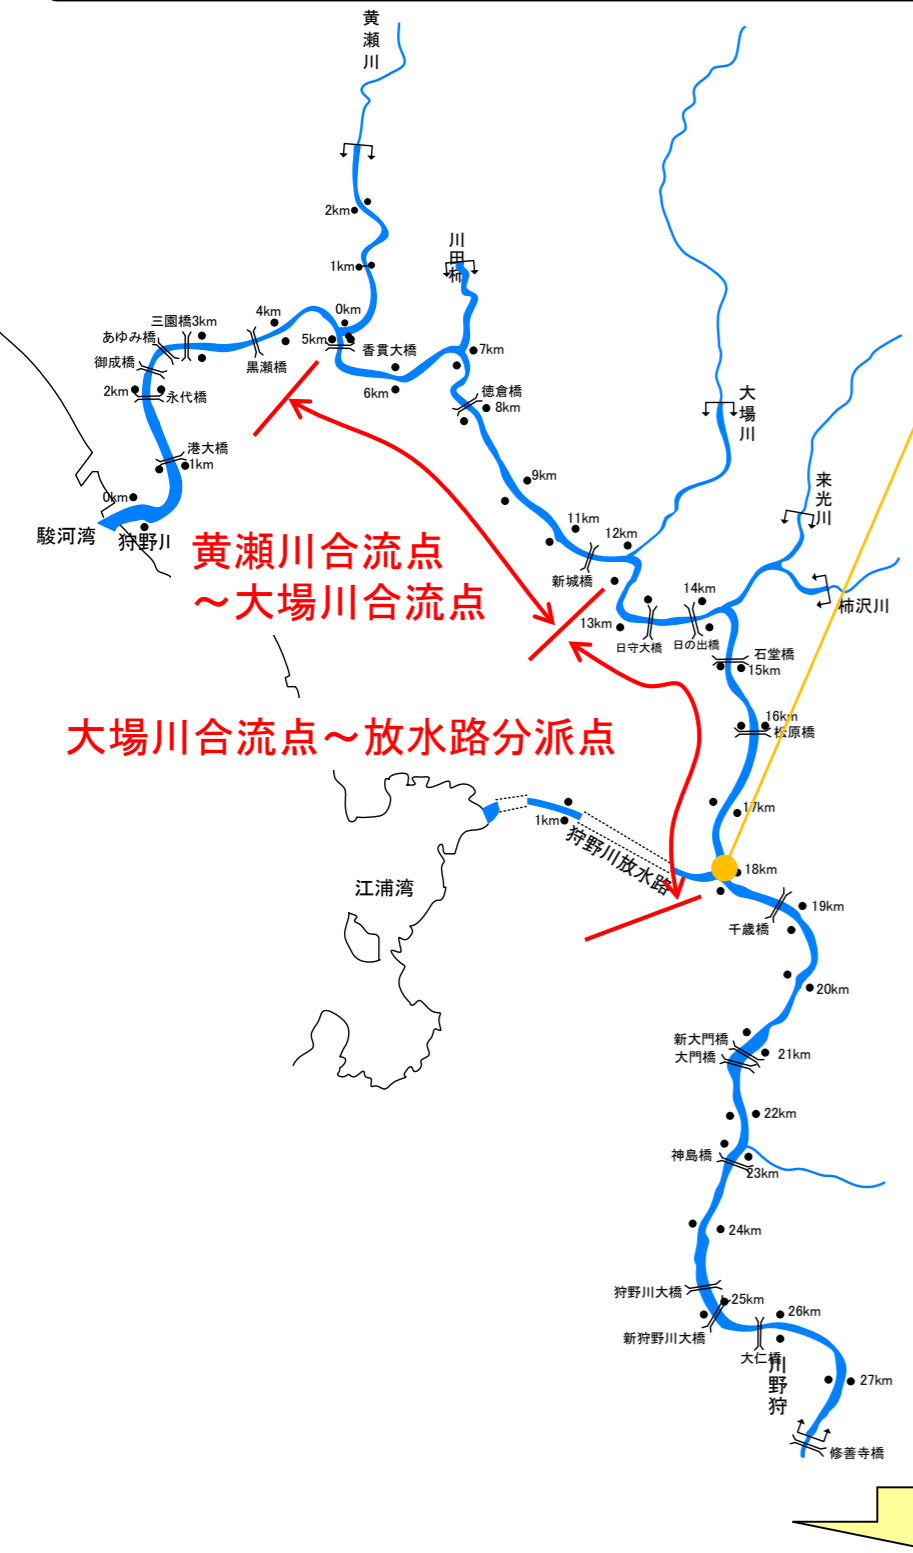 黄瀬川
2km
1km
川田柿
0km
4km
三園橋3km
あゆみ橋
5km
香貫大橋
7km
御成橋
黒瀬橋
2km
永代橋
6km
徳倉橋
8km
大場川
港大橋
1km
9km
来光川
0km
駿河湾
狩野川
11km
12km
黄瀬川合流点
～大場川合流点
新城橋
14km
柿沢川
13km
日守大橋
日の出橋
石堂橋
15km
大場川合流点～放水路分派点
16km
松原橋
17km
1km
狩野川放水路
18km
江浦湾
19km
千歳橋
20km
新大門橋
大門橋
21km
22km
神島橋
23km
24km
狩野川大橋
25km
26km
新狩野川大橋
大仁橋
川野狩
27km
修善寺橋